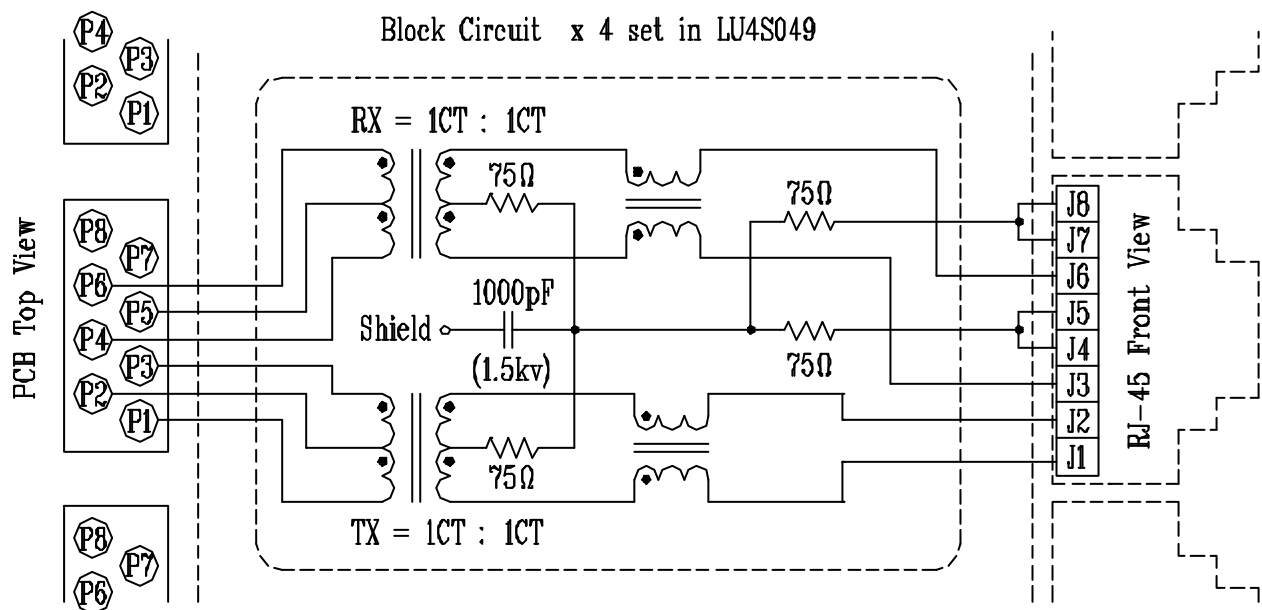 Block Circuit x 4 set in LU4S049
P4
P3
P2
P1
RX = 1CT : 1CT
75Ω
75Ω
PCB Top View
P8
P7
P6
P5
P4
P3
P2
P1
1000pF
Shield
(1.5kv)
75Ω
75Ω
TX = 1CT : 1CT
J8
J7
J6
J5
J4
J3
J2
J1
RJ-45 Front View
P8
P7
P6